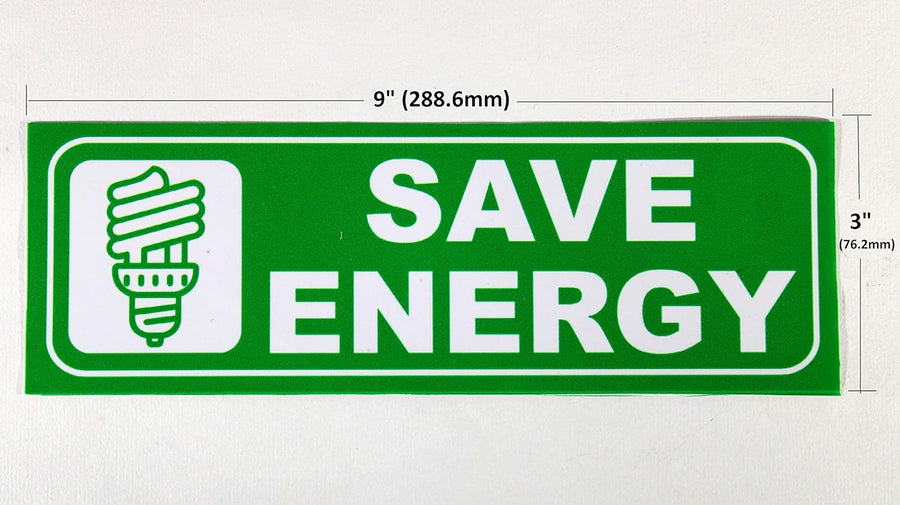 9" (288.6mm)
SAVE
ENERGY
3"
(76.2mm)